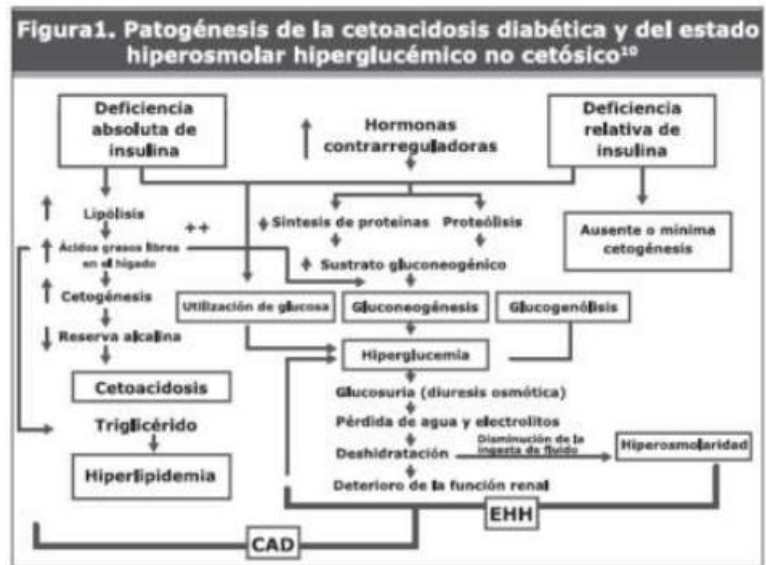 Figura1. Patogénesis de la cetoacidosis diabética y del estado
hiperosmolar hiperglucémico no cetósico¹⁰
Deficiencia
absoluta de
insulina
Hormonas
contrarreguladoras
Deficiencia
relativa de
insulina
Lipólisis
++
Ácidos grasos libres
en el hígado
Cetogénesis
Reserva alcalina
Cetoacidosis
Triglicérido
Hiperlipidemia
Síntesis de proteínas
Proteólisis
Sustrato gluconeogénico
Ausente o mínima
cetogénesis
Utilización de glucosa
Gluconeogénesis
Glucogenólisis
Hiperglucemia
Glucosuria (diuresis osmótica)
Pérdida de agua y electrolitos
Deshidratación
Disminución de la
ingesta de fluido
Hiperosmolaridad
Deterioro de la función renal
EHH
CAD